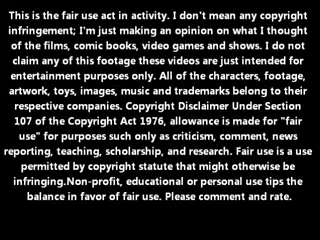 This is the fair use act in activity. I don't mean any copyright
infringement; I'm just making an opinion on what I thought
of the films, comic books, video games and shows. I do not
claim any of this footage these videos are just intended for
entertainment purposes only. All of the characters, footage,
artwork, toys, images, music and trademarks belong to their
respective companies. Copyright Disclaimer Under Section
107 of the Copyright Act 1976, allowance is made for "fair
use" for purposes such only as criticism, comment, news
reporting, teaching, scholarship, and research. Fair use is a use
permitted by copyright statute that might otherwise be
infringing.Non-profit, educational or personal use tips the
balance in favor of fair use. Please comment and rate.